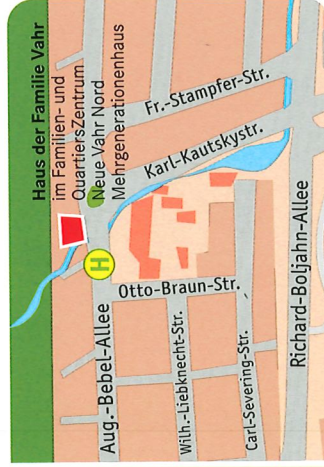 Haus der Familie Vahr
im Familien- und
QuartiersZentrum
Neue Vahr Nord
Mehrgenerationenhaus
Fr.-Stampfer-Str.
Karl-Kautskystr.
H
Otto-Braun-Str.
Aug.-Bebel-Allee
Wilh.-Liebknecht-Str.
Carl-Severing-Str.
Richard-Boljahn-Allee